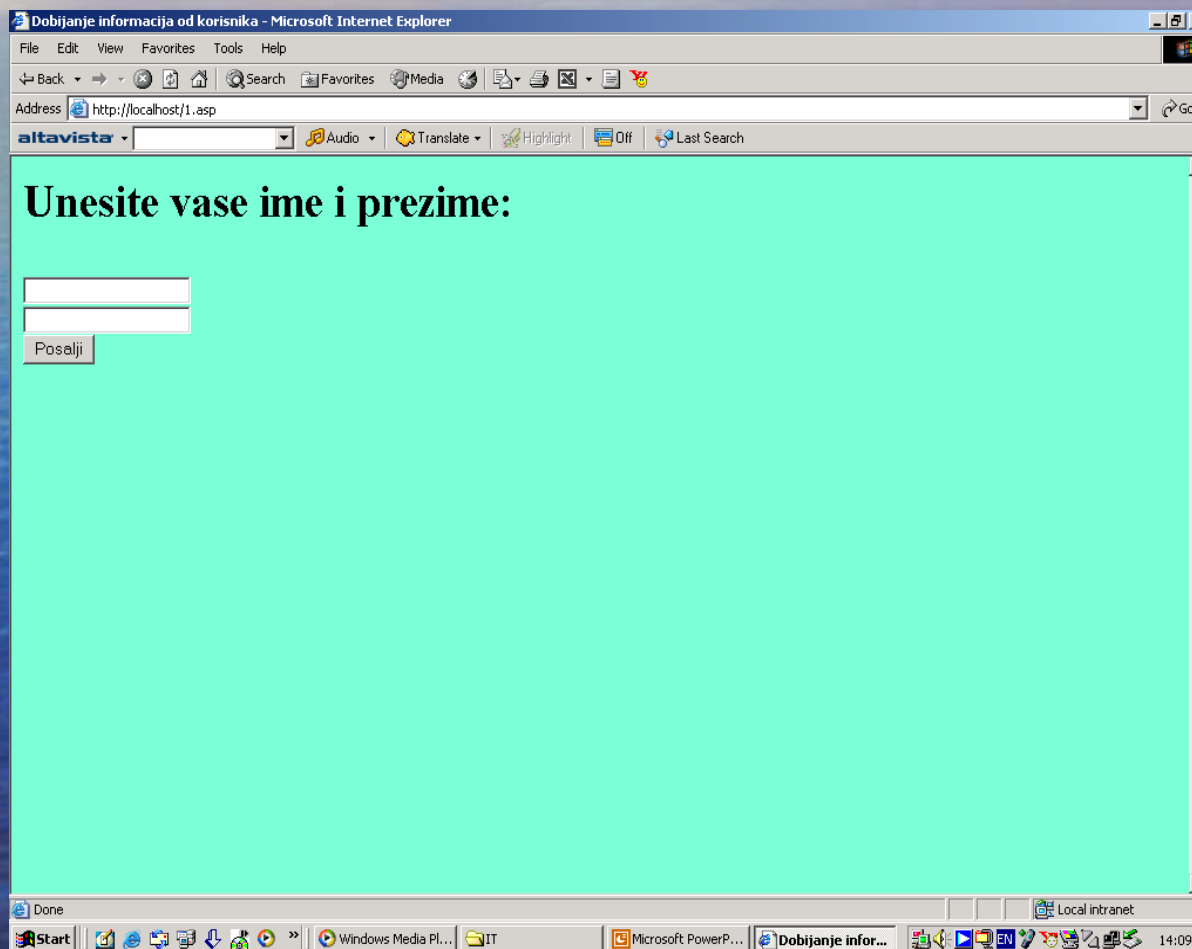 Dobijanje informacija od korisnika - Microsoft Internet Explorer
File Edit View Favorites Tools Help
Back Search Favorites Media
Address http://localhost/1.asp Go
altavista Audio Translate Highlight Off Last Search
Unesite vase ime i prezime:
Posalji
Done Local intranet
Start » Windows Media Pl... IT Microsoft PowerP... Dobijanje infor... EN 14:09